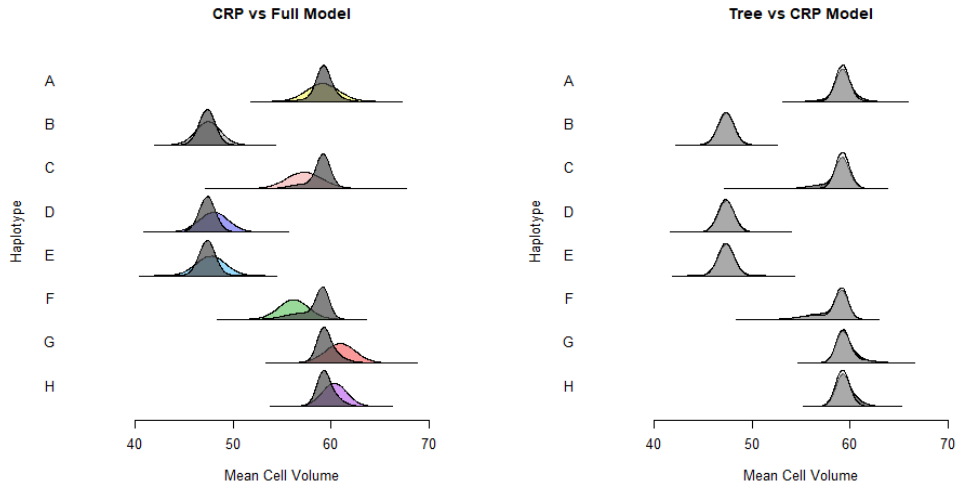 CRP vs Full Model
Haplotype
A
B
C
D
E
F
G
H
40 50 60 70
Mean Cell Volume
Tree vs CRP Model
Haplotype
A
B
C
D
E
F
G
H
40 50 60 70
Mean Cell Volume